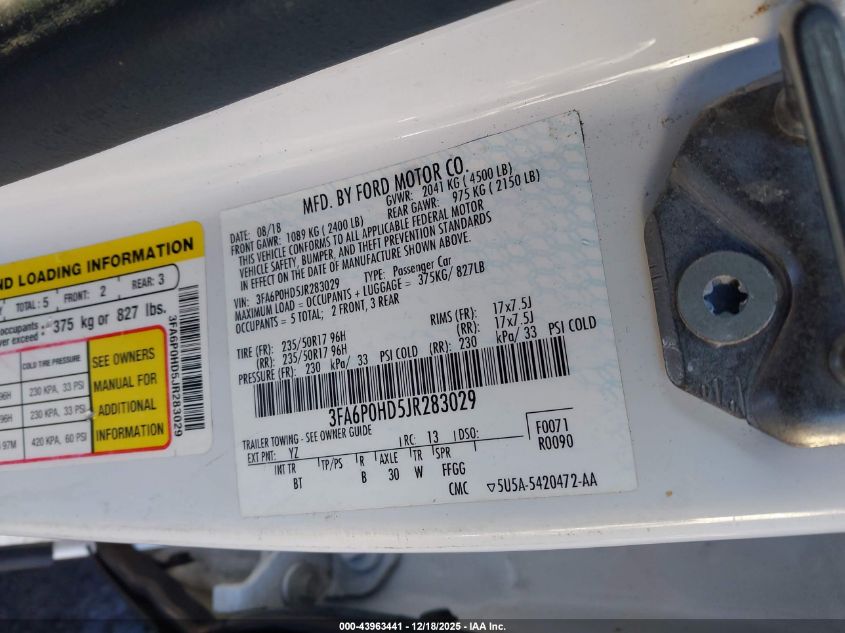 ND LOADING INFORMATION
TOTAL : 5 FRONT: 2 REAR: 3
occupants 375 kg or 827 lbs.
ver exceed :
COLD TIRE PRESSURE
96H 230 KPA, 33 PSI
96H 230 KPA, 33 PSI
97M 420 KPA, 60 PSI
SEE OWNERS
MANUAL FOR
ADDITIONAL
INFORMATION
3FA6P0HD5JR283029
MFD. BY FORD MOTOR CO.
DATE: 08/18 GVWR: 2041 KG ( 4500 LB)
FRONT GAWR: 1089 KG ( 2400 LB) REAR GAWR: 975 KG ( 2150 LB)
THIS VEHICLE CONFORMS TO ALL APPLICABLE FEDERAL MOTOR
VEHICLE SAFETY, BUMPER, AND THEFT PREVENTION STANDARDS
IN EFFECT ON THE DATE OF MANUFACTURE SHOWN ABOVE.
VIN: 3FA6P0HD5JR283029 TYPE: Passenger Car
MAXIMUM LOAD = OCCUPANTS + LUGGAGE = 375KG/ 827LB
OCCUPANTS = 5 TOTAL; 2 FRONT, 3 REAR
TIRE (FR): 235/50R17 96H RIMS (FR): 17x7.5J
(RR): 235/50R17 96H (RR): 17x7.5J
PRESSURE (FR): 230 kPa/ 33 PSI COLD (RR): 230 kPa/ 33 PSI COLD
3FA6P0HD5JR283029
TRAILER TOWING - SEE OWNER GUIDE F0071
EXT PNT: YZ RC: 13 DSO: R0090
INT TR TP/PS R AXLE TR SPR
BT B 30 W FFGG
CMC ▽5U5A-5420472-AA
000-43963441 - 12/18/2025 - IAA Inc.